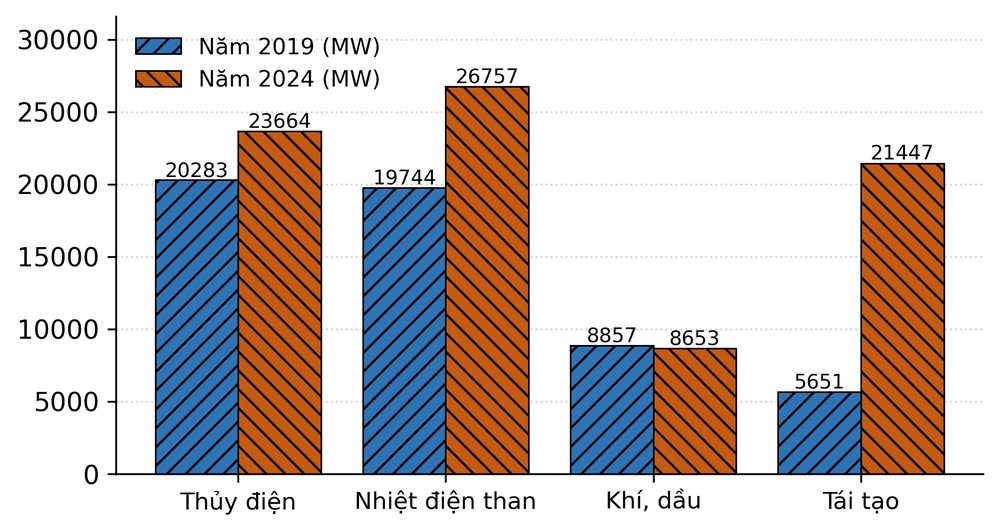 30000
25000
20000
15000
10000
5000
0
Năm 2019 (MW)
Năm 2024 (MW)
20283
23664
19744
26757
8857
8653
5651
21447
Thủy điện
Nhiệt điện than
Khí, dầu
Tái tạo